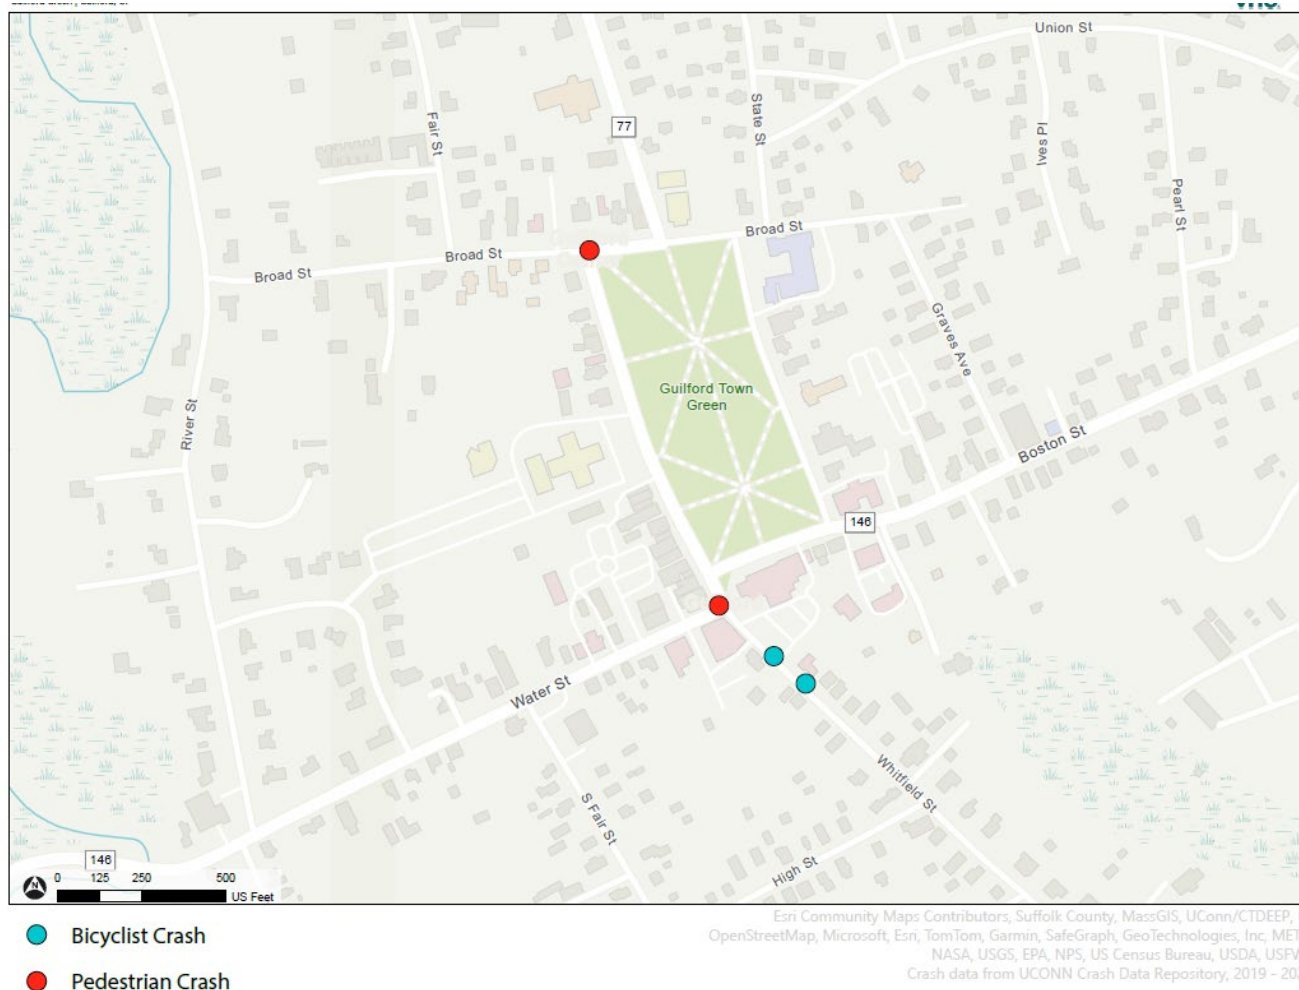 Union St
77
State St
Fair St
Ives Pl
Pearl St
Broad St
Broad St
Broad St
Graves Ave
Guilford Town
Green
River St
Boston St
146
Water St
Whitfield St
S Fair St
High St
146
N
0 125 250 500
US Feet
Bicyclist Crash
Pedestrian Crash
Esri Community Maps Contributors, Suffolk County, MassGIS, UConn/CTDEEP,
OpenStreetMap, Microsoft, Esri, TomTom, Garmin, SafeGraph, GeoTechnologies, Inc, MET
NASA, USGS, EPA, NPS, US Census Bureau, USDA, USFW
Crash data from UCONN Crash Data Repository, 2019 - 20